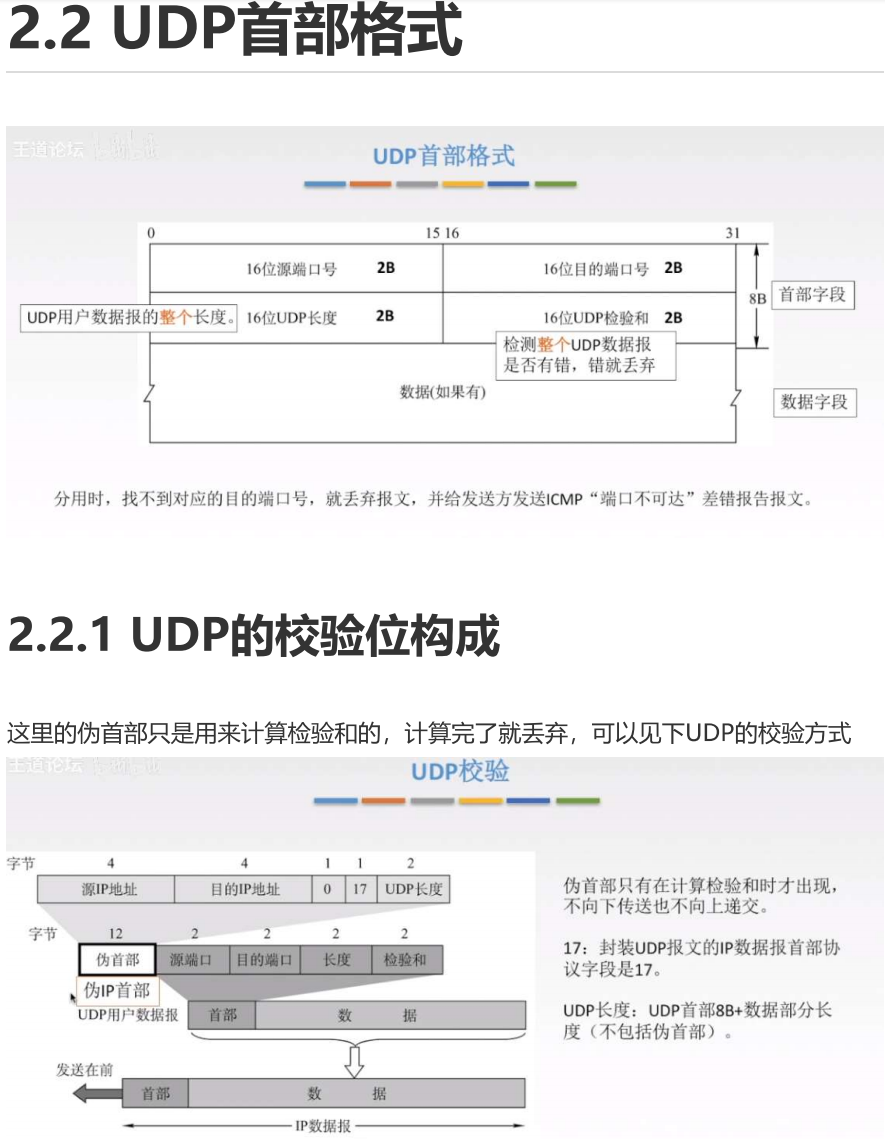 2.2 UDP首部格式
王道论坛
UDP首部格式
0 15 16 31
16位源端口号 2B 16位目的端口号 2B
8B 首部字段
UDP用户数据报的整个长度。 16位UDP长度 2B 16位UDP检验和 2B
检测整个UDP数据报
是否有错，错就丢弃
数据(如果有)
数据字段
分用时，找不到对应的目的端口号，就丢弃报文，并给发送方发送ICMP“端口不可达”差错报告报文。
2.2.1 UDP的校验位构成
这里的伪首部只是用来计算检验和的，计算完了就丢弃，可以见下UDP的校验方式
王道论坛
UDP校验
字节 4 4 1 1 2
源IP地址 目的IP地址 0 17 UDP长度
字节 12 2 2 2 2
伪首部 源端口 目的端口 长度 检验和
伪IP首部
UDP用户数据报 首部 数 据
发送在前
首部 数 据
IP数据报
伪首部只有在计算检验和时才出现，
不向下传送也不向上递交。
17：封装UDP报文的IP数据报首部协
议字段是17。
UDP长度：UDP首部8B+数据部分长
度（不包括伪首部）。